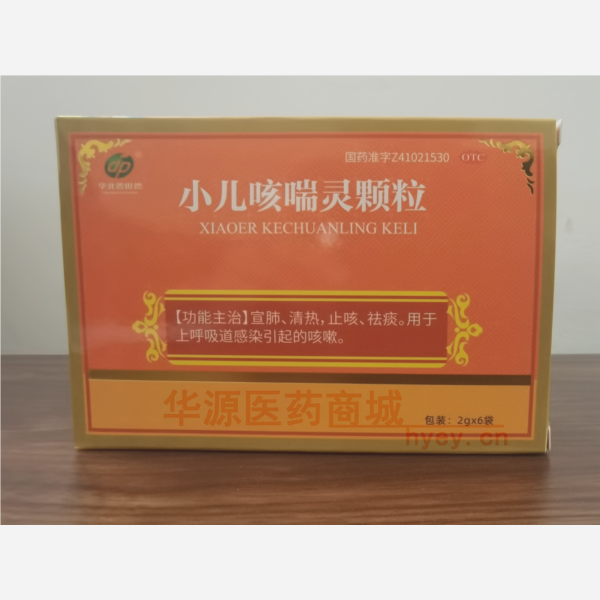 国药准字Z41021530 OTC
小儿咳喘灵颗粒
XIAOER KECHUANLING KELI
【功能主治】宣肺、清热，止咳、祛痰。用于
上呼吸道感染引起的咳嗽。
华源医药商城
包装：2gx6袋
hycy.cn